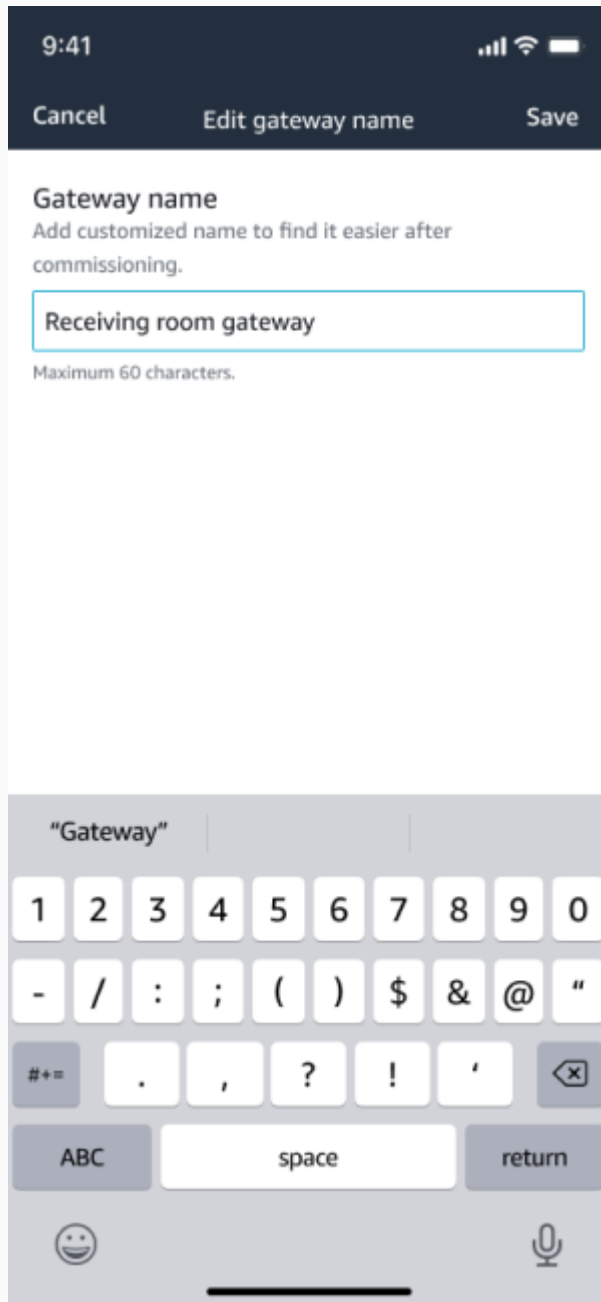 9:41
Cancel Edit gateway name Save
Gateway name
Add customized name to find it easier after
commissioning.
Receiving room gateway
Maximum 60 characters.
“Gateway”
1 2 3 4 5 6 7 8 9 0
- / : ; ( ) $ & @ “
#+= . , ? ! ‘
ABC space return